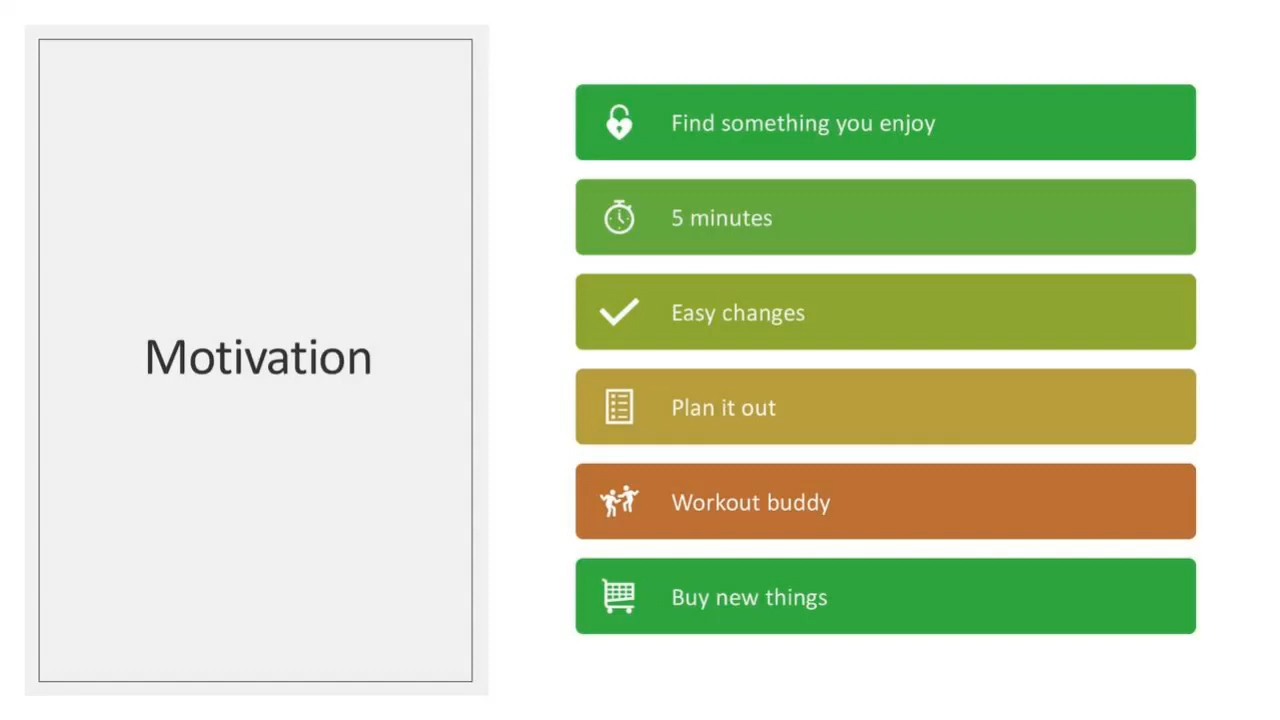 Motivation
Find something you enjoy
5 minutes
Easy changes
Plan it out
Workout buddy
Buy new things